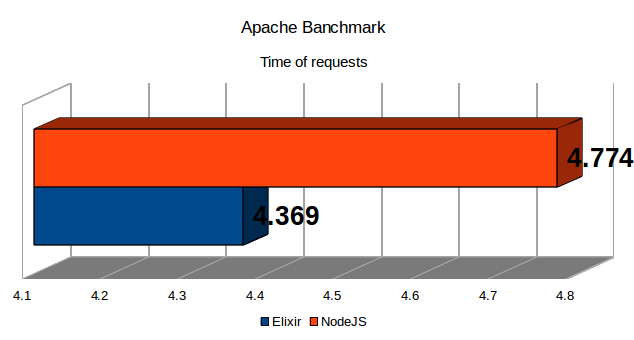 Apache Banchmark
Time of requests
4.774
4.369
4.1 4.2 4.3 4.4 4.5 4.6 4.7 4.8
Elixir NodeJS